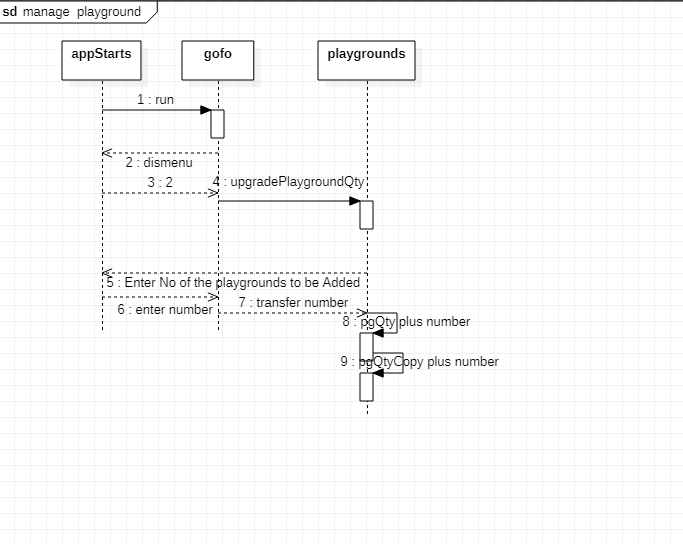 sd manage playground
appStarts
gofo
playgrounds
1 : run
2 : dismenu
3 : 2
4 : upgradePlaygroundQty
5 : Enter No of the playgrounds to be Added
6 : enter number
7 : transfer number
8 : pgQty plus number
9 : pgQtyCopy plus number